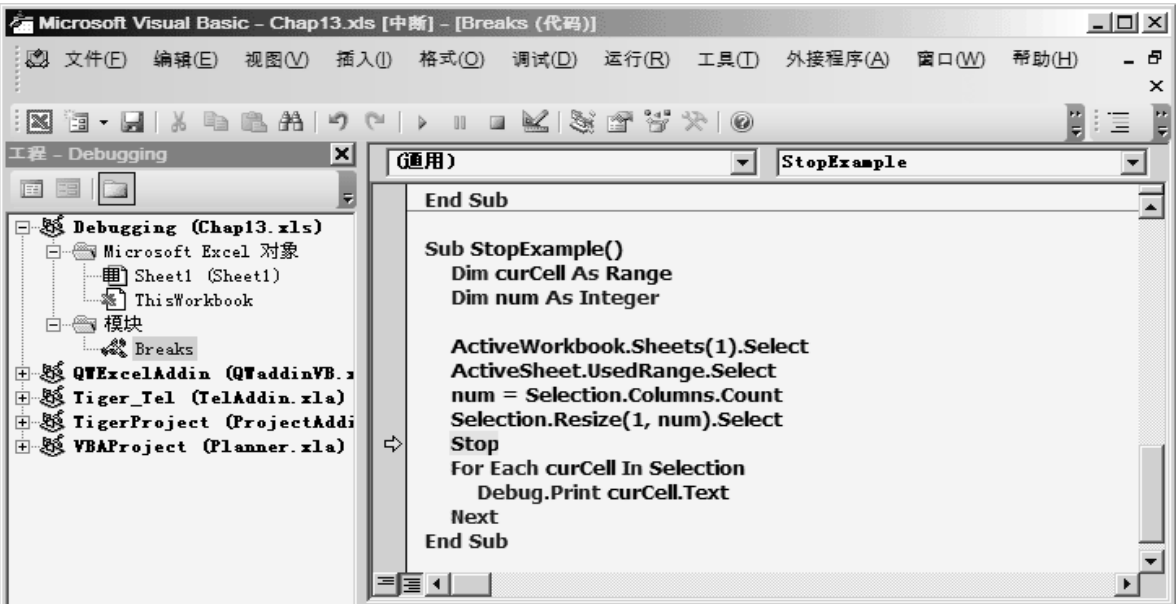 Microsoft Visual Basic - Chap13.xls [中断] - [Breaks (代码)]
文件(F) 编辑(E) 视图(V) 插入(I) 格式(O) 调试(D) 运行(R) 工具(T) 外接程序(A) 窗口(W) 帮助(H)
工程 - Debugging
(通用)
StopExample
Debugging (Chap13.xls)
Microsoft Excel 对象
Sheet1 (Sheet1)
ThisWorkbook
模块
Breaks
QTExcelAddin (QTaddinVB.x
Tiger_Tel (TelAddin.xla)
TigerProject (ProjectAddi
VBAProject (Planner.xla)
End Sub
Sub StopExample()
Dim curCell As Range
Dim num As Integer
ActiveWorkbook.Sheets(1).Select
ActiveSheet.UsedRange.Select
num = Selection.Columns.Count
Selection.Resize(1, num).Select
Stop
For Each curCell In Selection
Debug.Print curCell.Text
Next
End Sub